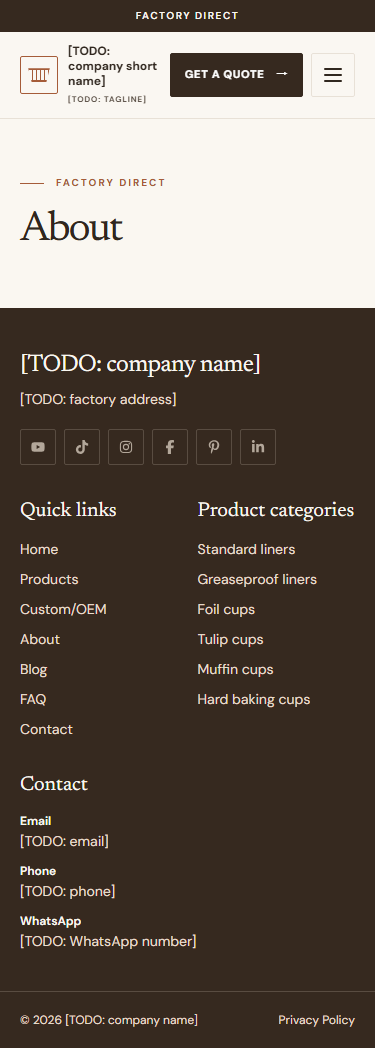 FACTORY DIRECT
[TODO:
company short
name]
[TODO: TAGLINE]
GET A QUOTE →
FACTORY DIRECT
About
[TODO: company name]
[TODO: factory address]
Quick links
Home
Products
Custom/OEM
About
Blog
FAQ
Contact
Product categories
Standard liners
Greaseproof liners
Foil cups
Tulip cups
Muffin cups
Hard baking cups
Contact
Email
[TODO: email]
Phone
[TODO: phone]
WhatsApp
[TODO: WhatsApp number]
© 2026 [TODO: company name]
Privacy Policy